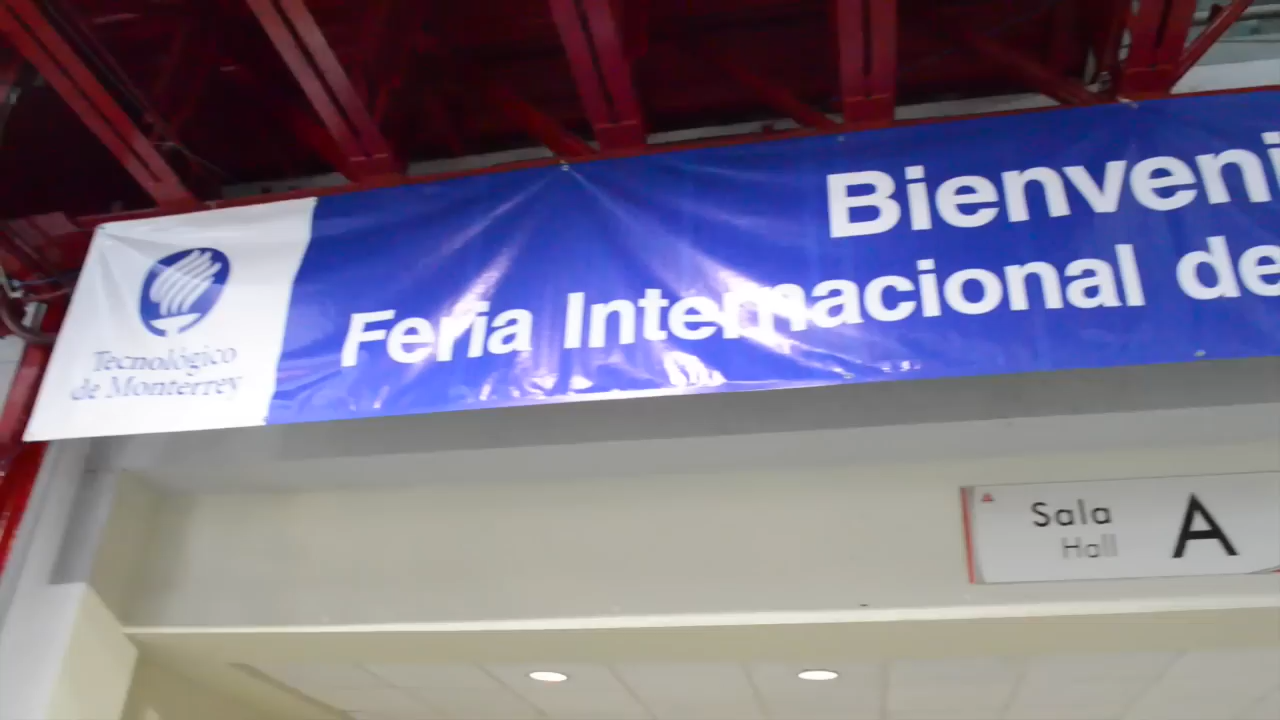 Bienveni
Feria Internacional de
Tecnológico
de Monterrey
Sala
Hall
A